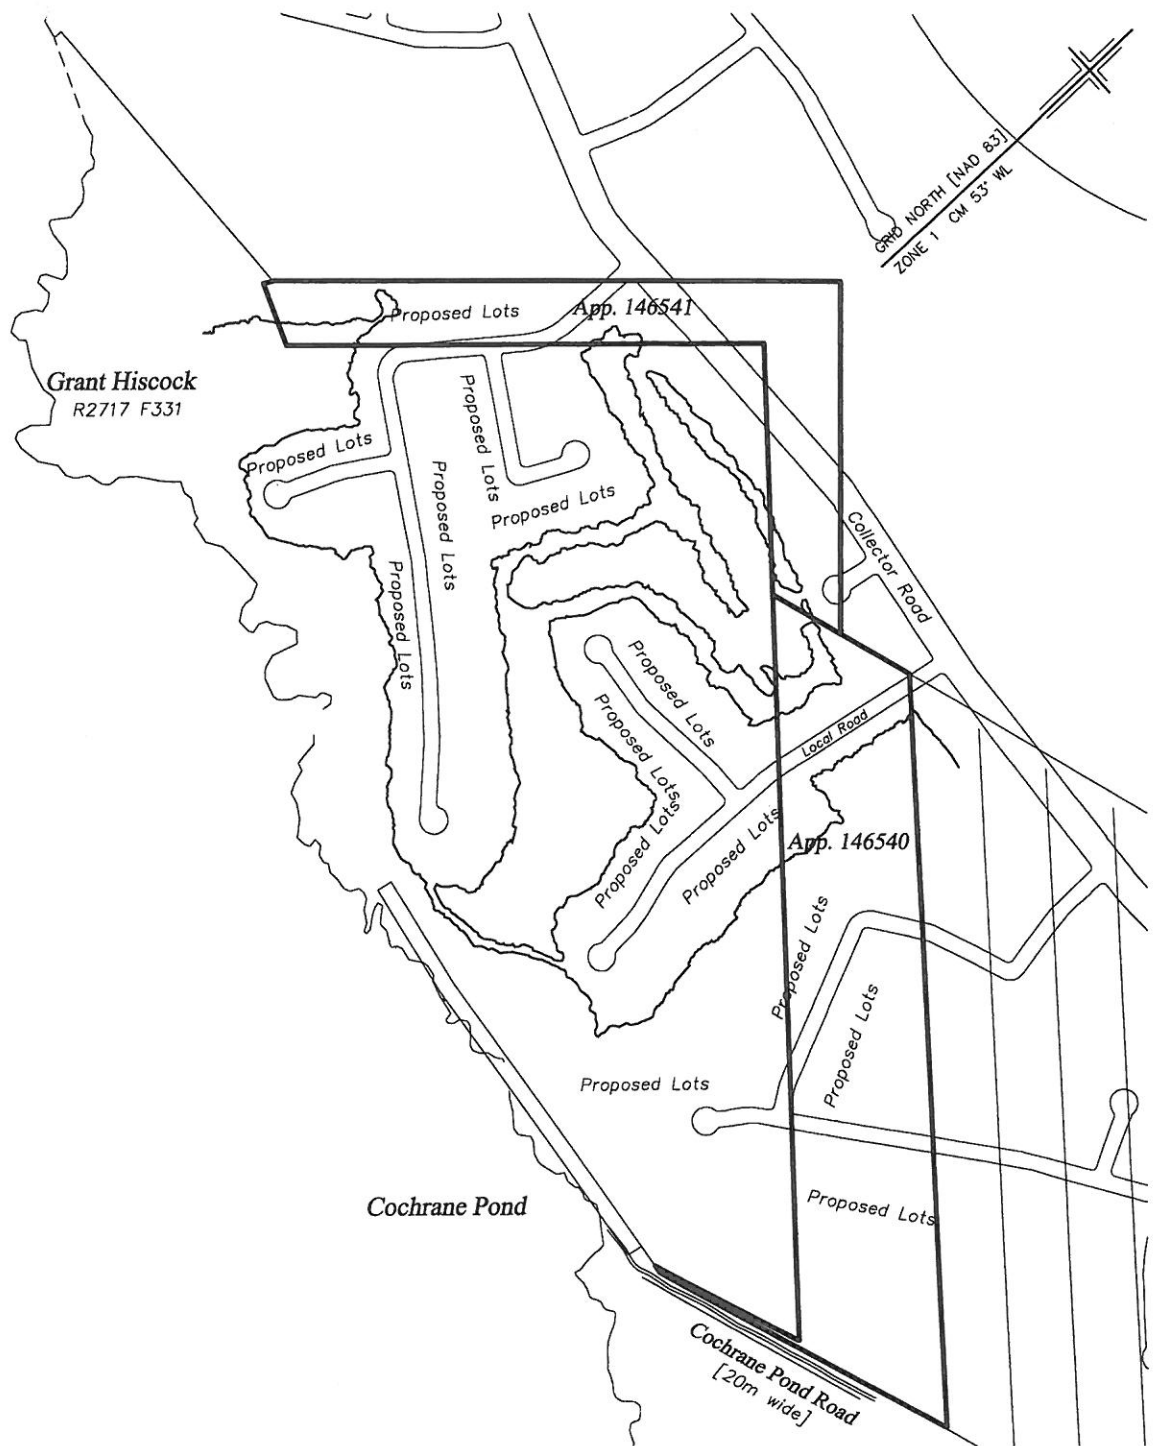 GRID NORTH [NAD 83]
ZONE 1 CM 53° WL
Proposed Lots
App. 146541
Grant Hiscock
R2717 F331
Proposed Lots
Proposed Lots
Proposed Lots
Proposed Lots
Proposed Lots
Collector Road
Proposed Lots
Proposed Lots
Proposed Lots
Local Road
Proposed Lots
Proposed Lots
App. 146540
Proposed Lots
Proposed Lots
Proposed Lots
Cochrane Pond
Proposed Lots
Cochrane Pond Road
[20m wide]